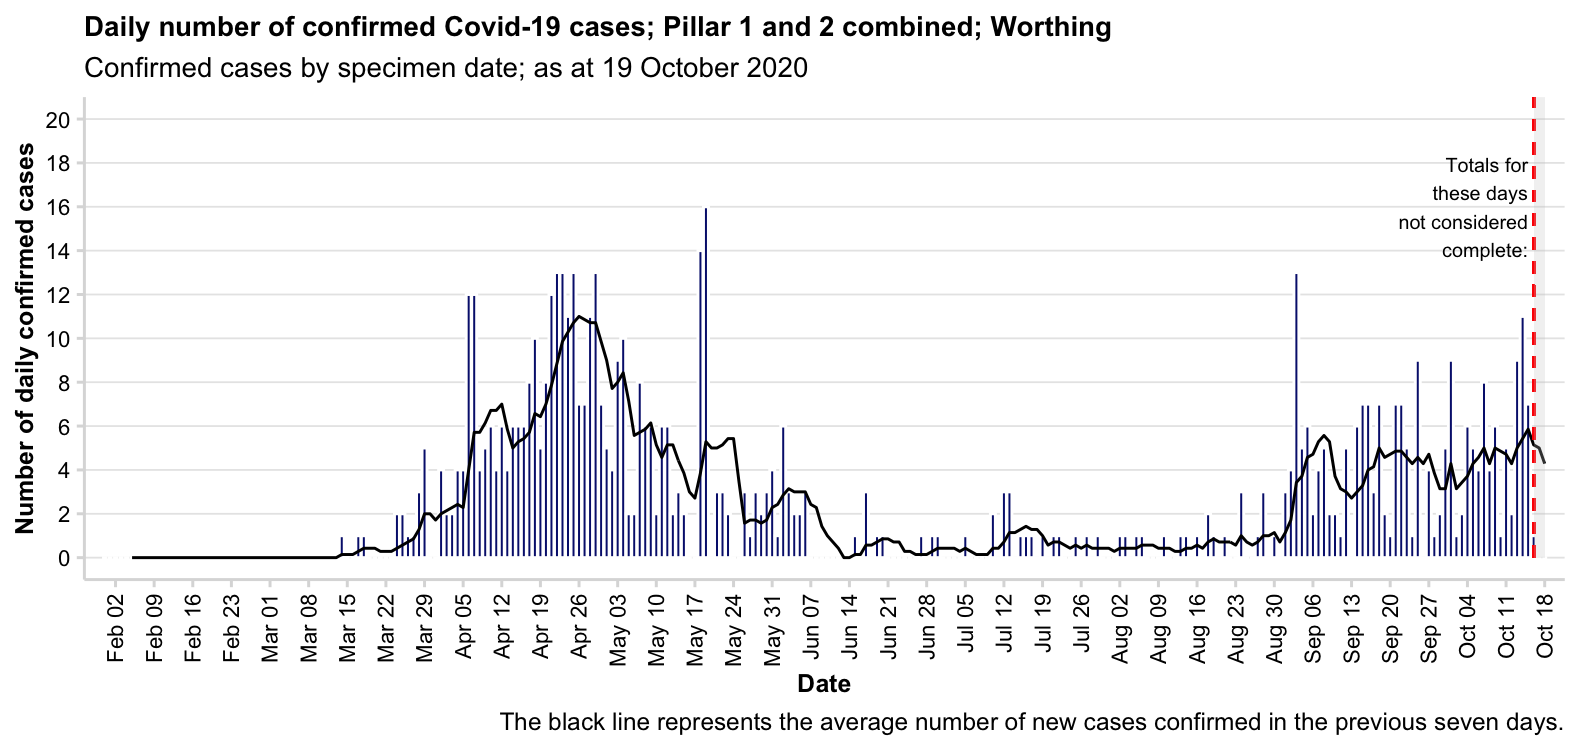 Daily number of confirmed Covid-19 cases; Pillar 1 and 2 combined; Worthing
Confirmed cases by specimen date; as at 19 October 2020
Number of daily confirmed cases
20
18
16
14
12
10
8
6
4
2
0
Totals for
these days
not considered
complete:
Feb 02
Feb 09
Feb 16
Feb 23
Mar 01
Mar 08
Mar 15
Mar 22
Mar 29
Apr 05
Apr 12
Apr 19
Apr 26
May 03
May 10
May 17
May 24
May 31
Jun 07
Jun 14
Jun 21
Jun 28
Jul 05
Jul 12
Jul 19
Jul 26
Aug 02
Aug 09
Aug 16
Aug 23
Aug 30
Sep 06
Sep 13
Sep 20
Sep 27
Oct 04
Oct 11
Oct 18
Date
The black line represents the average number of new cases confirmed in the previous seven days.